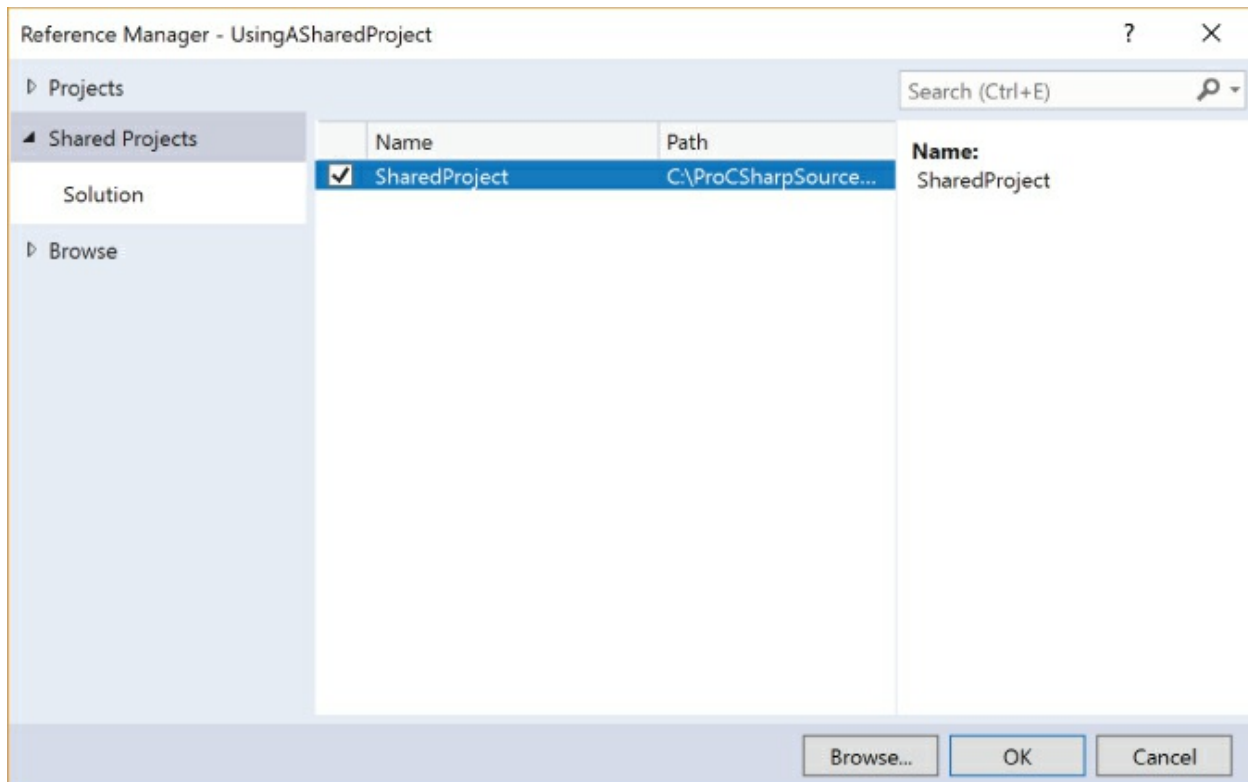 Reference Manager - UsingASharedProject
? ×
Projects
Search (Ctrl+E)
Shared Projects
Name Path
Name:
SharedProject C:\ProCSharpSource...
SharedProject
Solution
Browse
Browse... OK Cancel